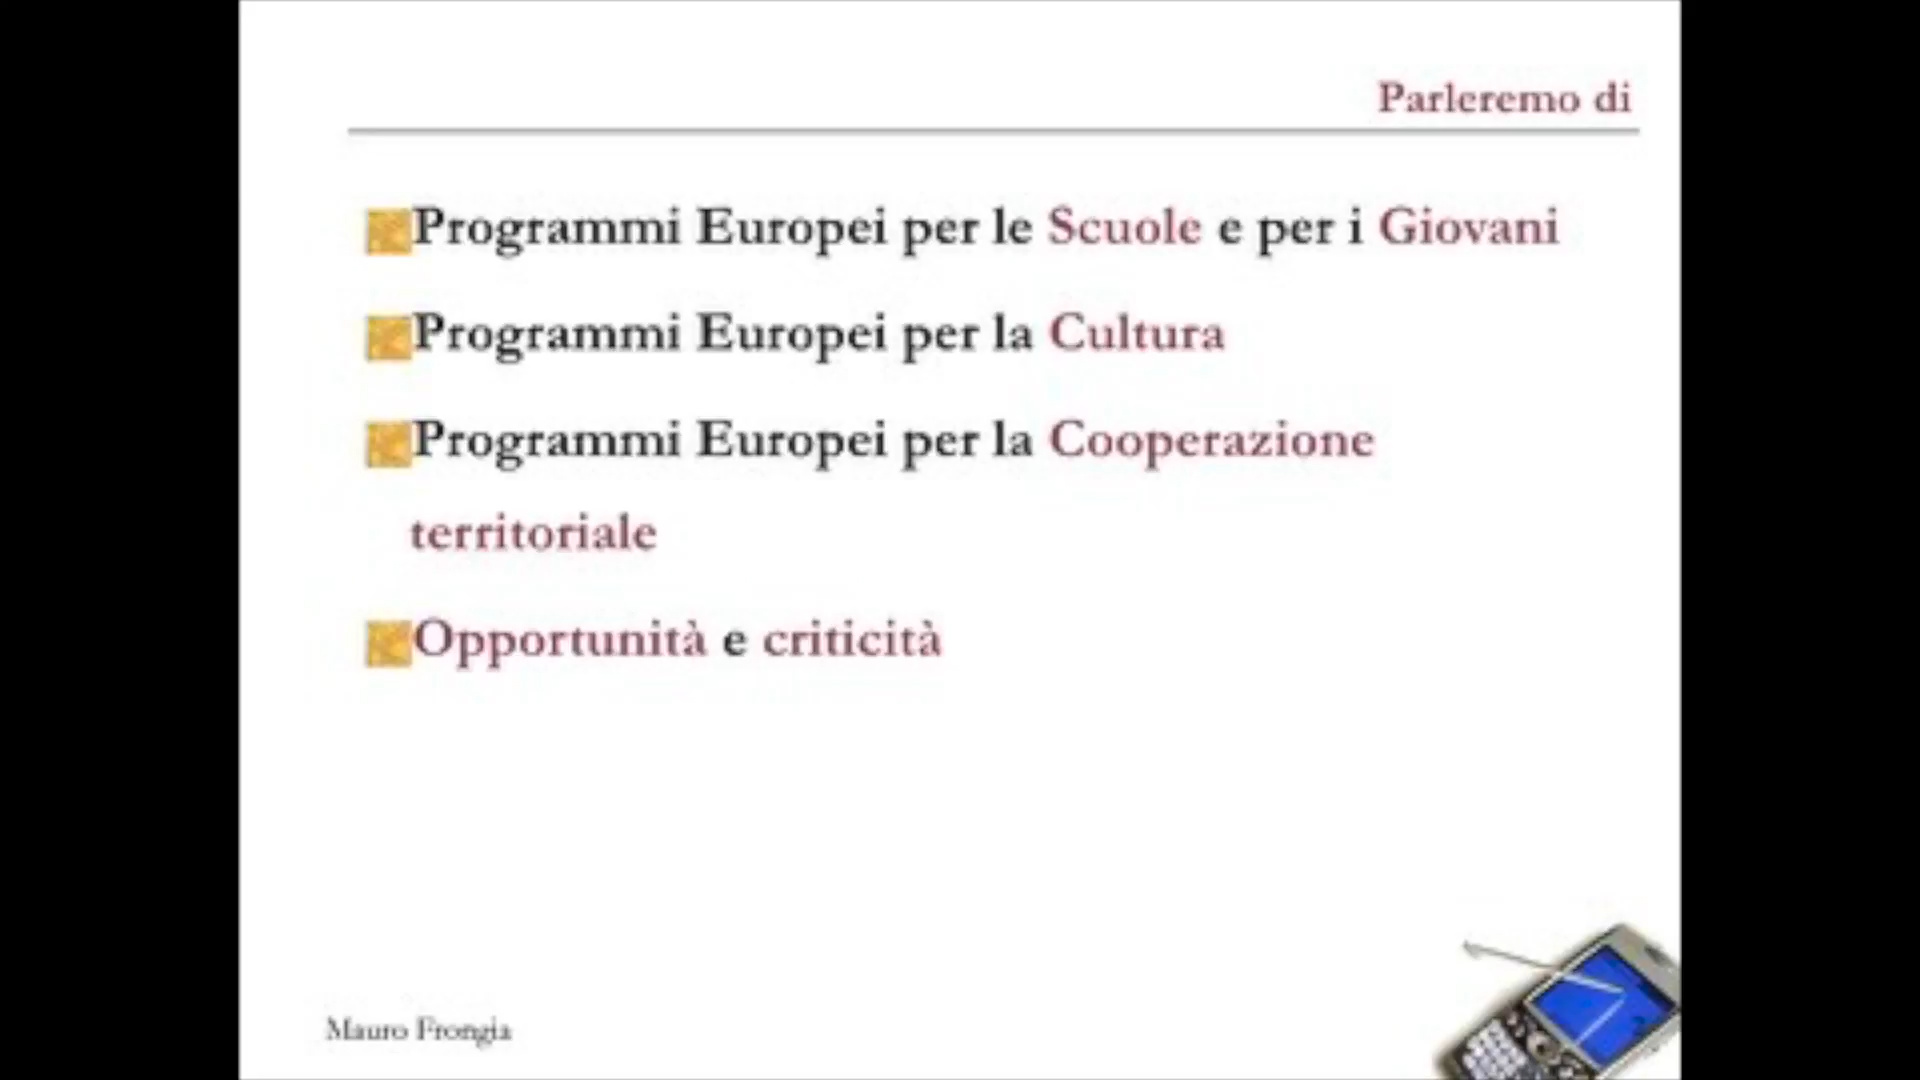 Parleremo di
Programmi Europei per le Scuole e per i Giovani
Programmi Europei per la Cultura
Programmi Europei per la Cooperazione
territoriale
Opportunità e criticità
Mauro Frongia